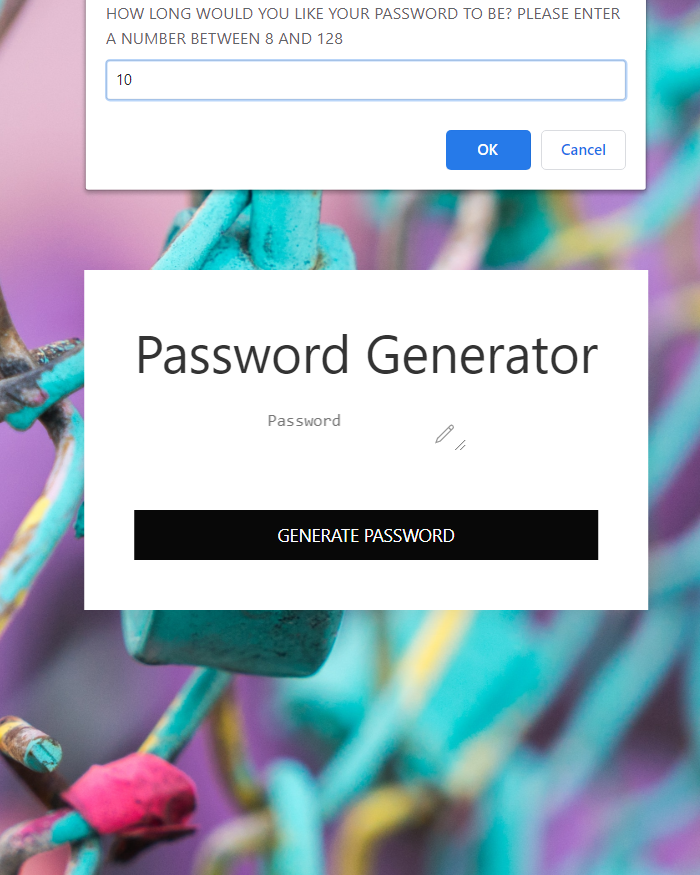 HOW LONG WOULD YOU LIKE YOUR PASSWORD TO BE? PLEASE ENTER
A NUMBER BETWEEN 8 AND 128
10
OK
Cancel
Password Generator
Password
GENERATE PASSWORD